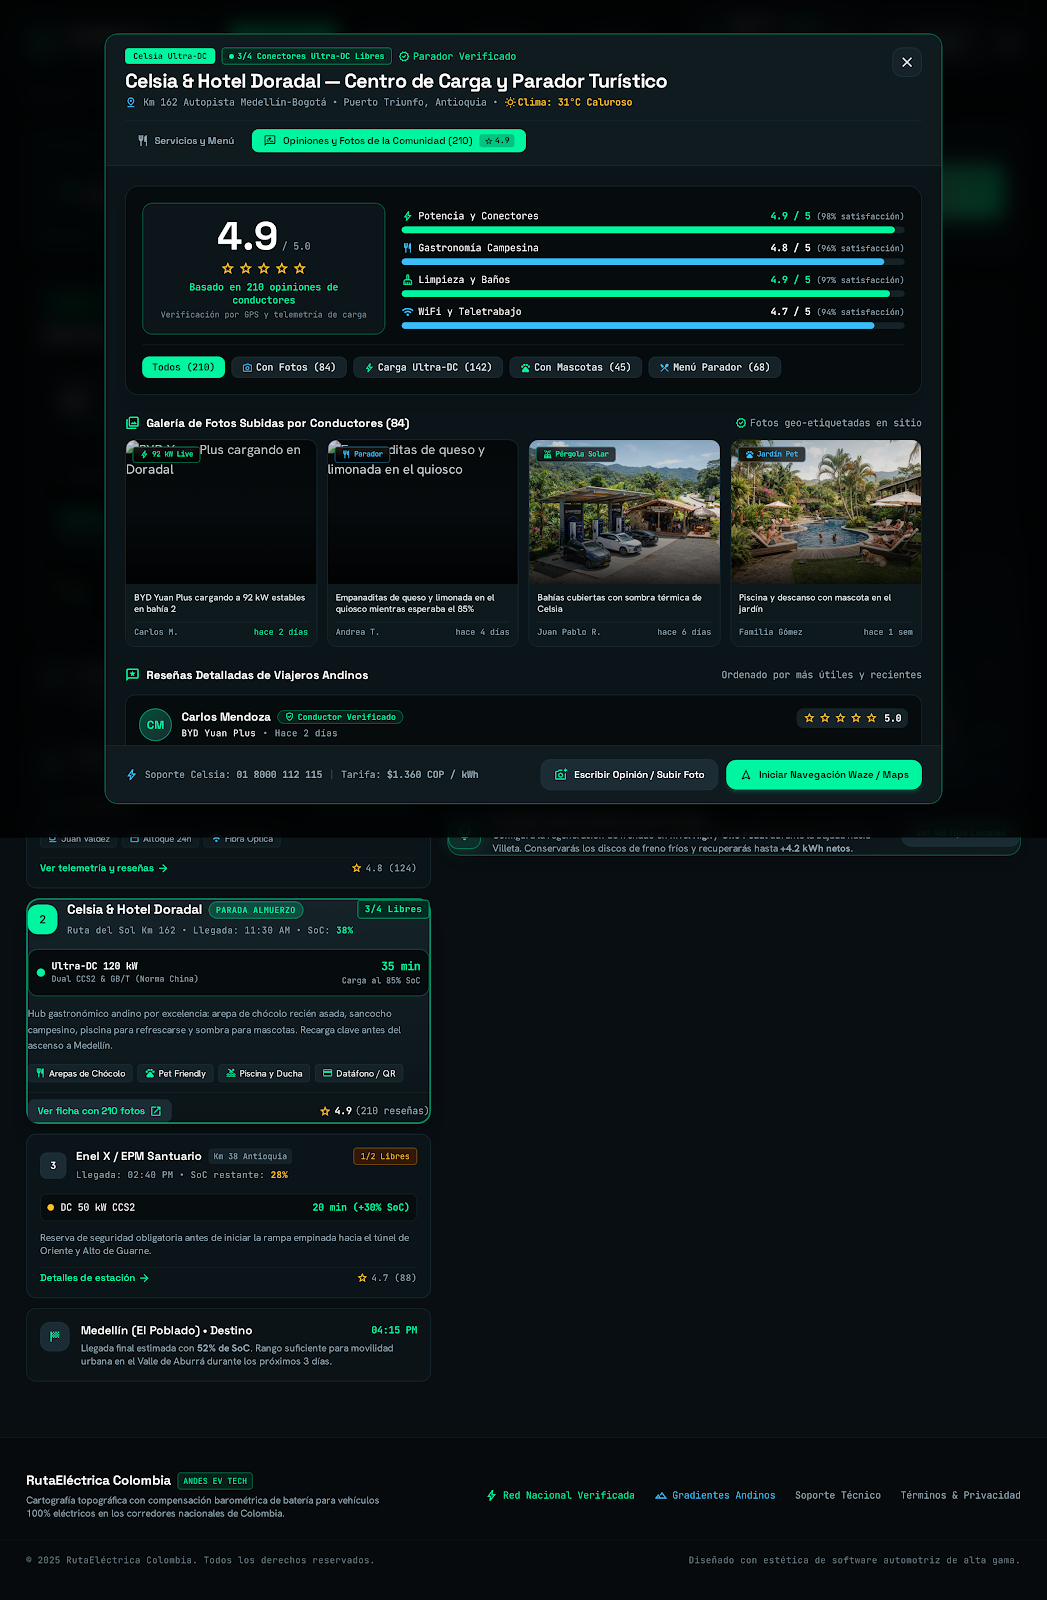 Celsia Ultra-DC
3/4 Conectores Ultra-DC Libres
Parador Verificado
Celsia & Hotel Doradal — Centro de Carga y Parador Turístico
Km 162 Autopista Medellín-Bogotá • Puerto Triunfo, Antioquia •
Clima: 31°C Caluroso
Servicios y Menú
Opiniones y Fotos de la Comunidad (210)
4.9
4.9 / 5.0
Basado en 210 opiniones de
conductores
Verificación por GPS y telemetría de carga
Potencia y Conectores
4.9 / 5 (98% satisfacción)
Gastronomía Campesina
4.8 / 5 (96% satisfacción)
Limpieza y Baños
4.9 / 5 (97% satisfacción)
WiFi y Teletrabajo
4.7 / 5 (94% satisfacción)
Todos (210)
Con Fotos (84)
Carga Ultra-DC (142)
Con Mascotas (45)
Menú Parador (68)
Galería de Fotos Subidas por Conductores (84)
Fotos geo-etiquetadas en sitio
Plus cargando en
Doradal
92 kW Live
BYD Yuan Plus cargando a 92 kW estables
en bahía 2
Carlos M.
hace 2 días
de queso y
limonada en el quiosco
Parador
Empanaditas de queso y limonada en el
quiosco mientras esperaba el 85%
Andrea T.
hace 4 días
Pérgola Solar
Bahías cubiertas con sombra térmica de
Celsia
Juan Pablo R.
hace 6 días
Jardín Pet
Piscina y descanso con mascota en el
jardín
Familia Gómez
hace 1 sem
Reseñas Detalladas de Viajeros Andinos
Ordenado por más útiles y recientes
CM
Carlos Mendoza
Conductor Verificado
BYD Yuan Plus • Hace 2 días
5.0
Soporte Celsia: 01 8000 112 115 | Tarifa: $1.360 COP / kWh
Escribir Opinión / Subir Foto
Iniciar Navegación Waze / Maps
Juan Valdez
Altoque 24h
Fibra Óptica
Villeta. Conservarás los discos de freno fríos y recuperarás hasta +4.2 kWh netos.
Ver telemetría y reseñas →
4.8 (124)
2
Celsia & Hotel Doradal
PARADA ALMUERZO
3/4 Libres
Ruta del Sol Km 162 • Llegada: 11:30 AM • SoC: 38%
Ultra-DC 120 kW
35 min
Dual CCS2 & GB/T (Norma China)
Carga al 85% SoC
Hub gastronómico andino por excelencia: arepa de chócolo recién asada, sancocho
campesino, piscina para refrescarse y sombra para mascotas. Recarga clave antes del
ascenso a Medellín.
Arepas de Chócolo
Pet Friendly
Piscina y Ducha
Datáfono / QR
Ver ficha con 210 fotos
4.9 (210 reseñas)
3
Enel X / EPM Santuario
Km 38 Antioquia
1/2 Libres
Llegada: 02:40 PM • SoC restante: 28%
DC 50 kW CCS2
20 min (+30% SoC)
Reserva de seguridad obligatoria antes de iniciar la rampa empinada hacia el túnel de
Oriente y Alto de Guarne.
Detalles de estación →
4.7 (88)
Medellín (El Poblado) • Destino
04:15 PM
Llegada final estimada con 52% de SoC. Rango suficiente para movilidad
urbana en el Valle de Aburrá durante los próximos 3 días.
RutaEléctrica Colombia
ANDES EV TECH
Cartografía topográfica con compensación barométrica de batería para vehículos
100% eléctricos en los corredores nacionales de Colombia.
Red Nacional Verificada
Gradientes Andinos
Soporte Técnico
Términos & Privacidad
© 2025 RutaEléctrica Colombia. Todos los derechos reservados.
Diseñado con estética de software automotriz de alta gama.